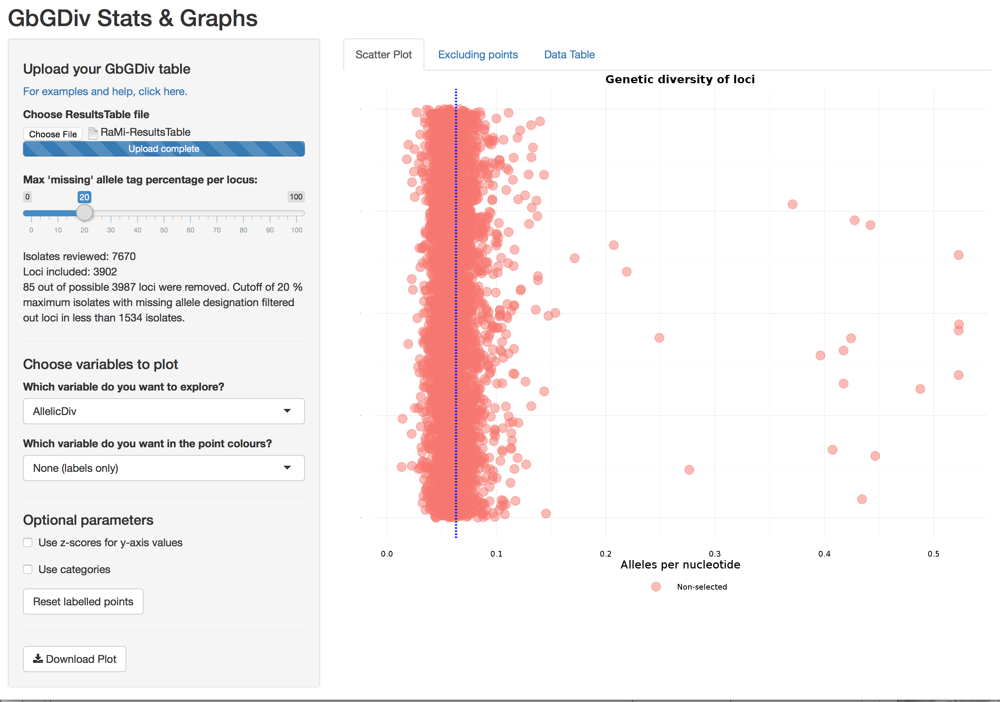 GbGDiv Stats & Graphs
Upload your GbGDiv table
For examples and help, click here.
Choose ResultsTable file
Choose File RaMi-ResultsTable
Upload complete
Max 'missing' allele tag percentage per locus:
0 20 100
0 10 20 30 40 50 60 70 80 90 100
Isolates reviewed: 7670
Loci included: 3902
85 out of possible 3987 loci were removed. Cutoff of 20 %
maximum isolates with missing allele designation filtered
out loci in less than 1534 isolates.
Choose variables to plot
Which variable do you want to explore?
AllelicDiv
Which variable do you want in the point colours?
None (labels only)
Optional parameters
Use z-scores for y-axis values
Use categories
Reset labelled points
Download Plot
Scatter Plot Excluding points Data Table
Genetic diversity of loci
0.0 0.1 0.2 0.3 0.4 0.5
Alleles per nucleotide
Non-selected